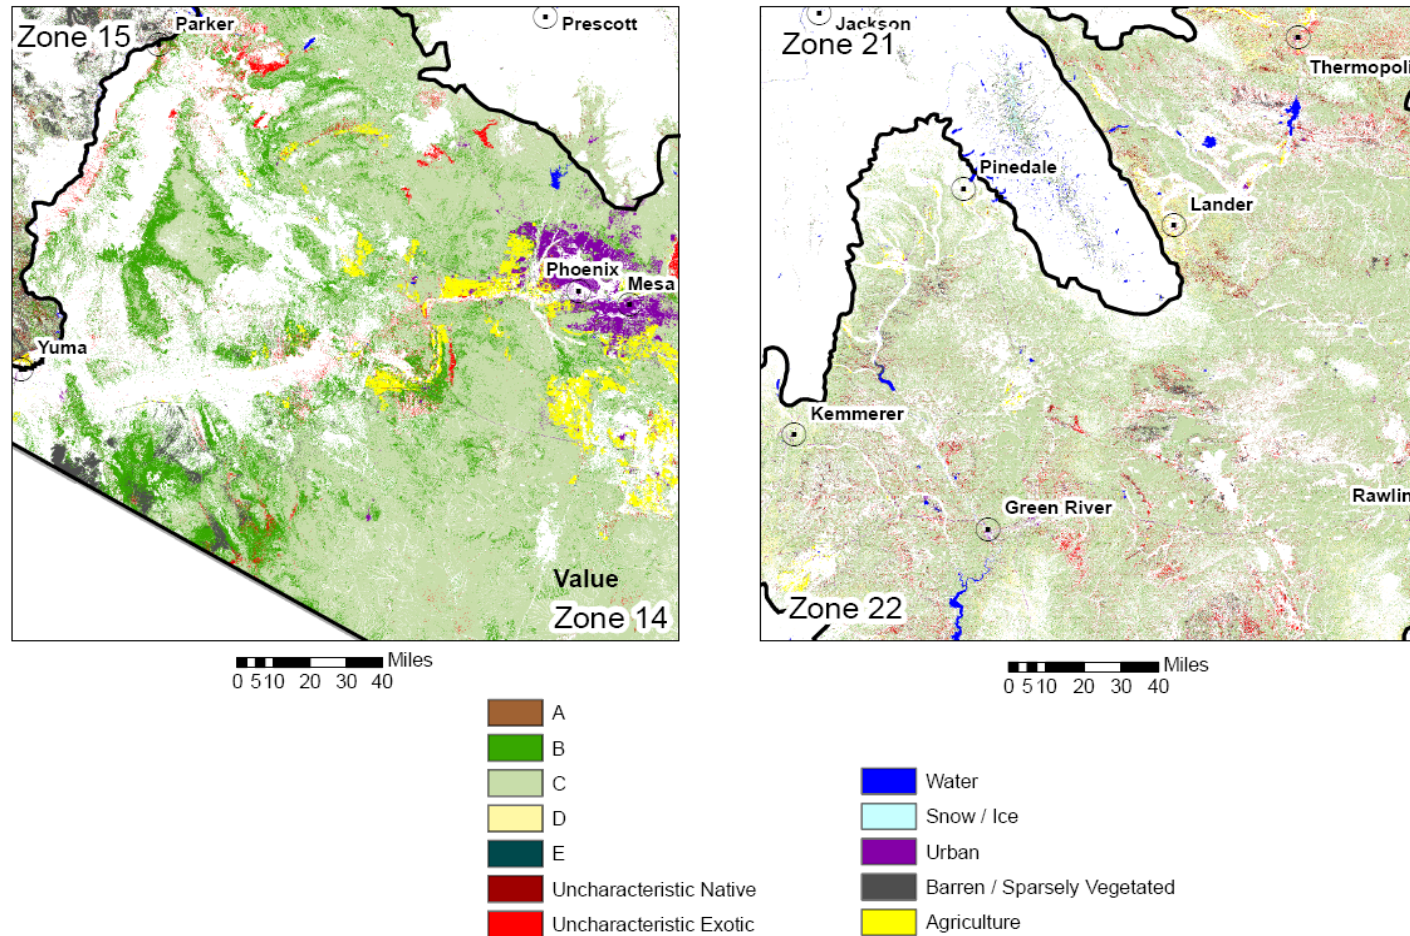 Zone 15
Parker
Prescott
Phoenix
Mesa
Yuma
Value
Zone 14
Miles
0 5 10 20 30 40
Jackson
Zone 21
Thermopoli
Pinedale
Lander
Kemmerer
Green River
Rawlin
Zone 22
Miles
0 5 10 20 30 40
A
B
C
D
E
Uncharacteristic Native
Uncharacteristic Exotic
Water
Snow / Ice
Urban
Barren / Sparsely Vegetated
Agriculture